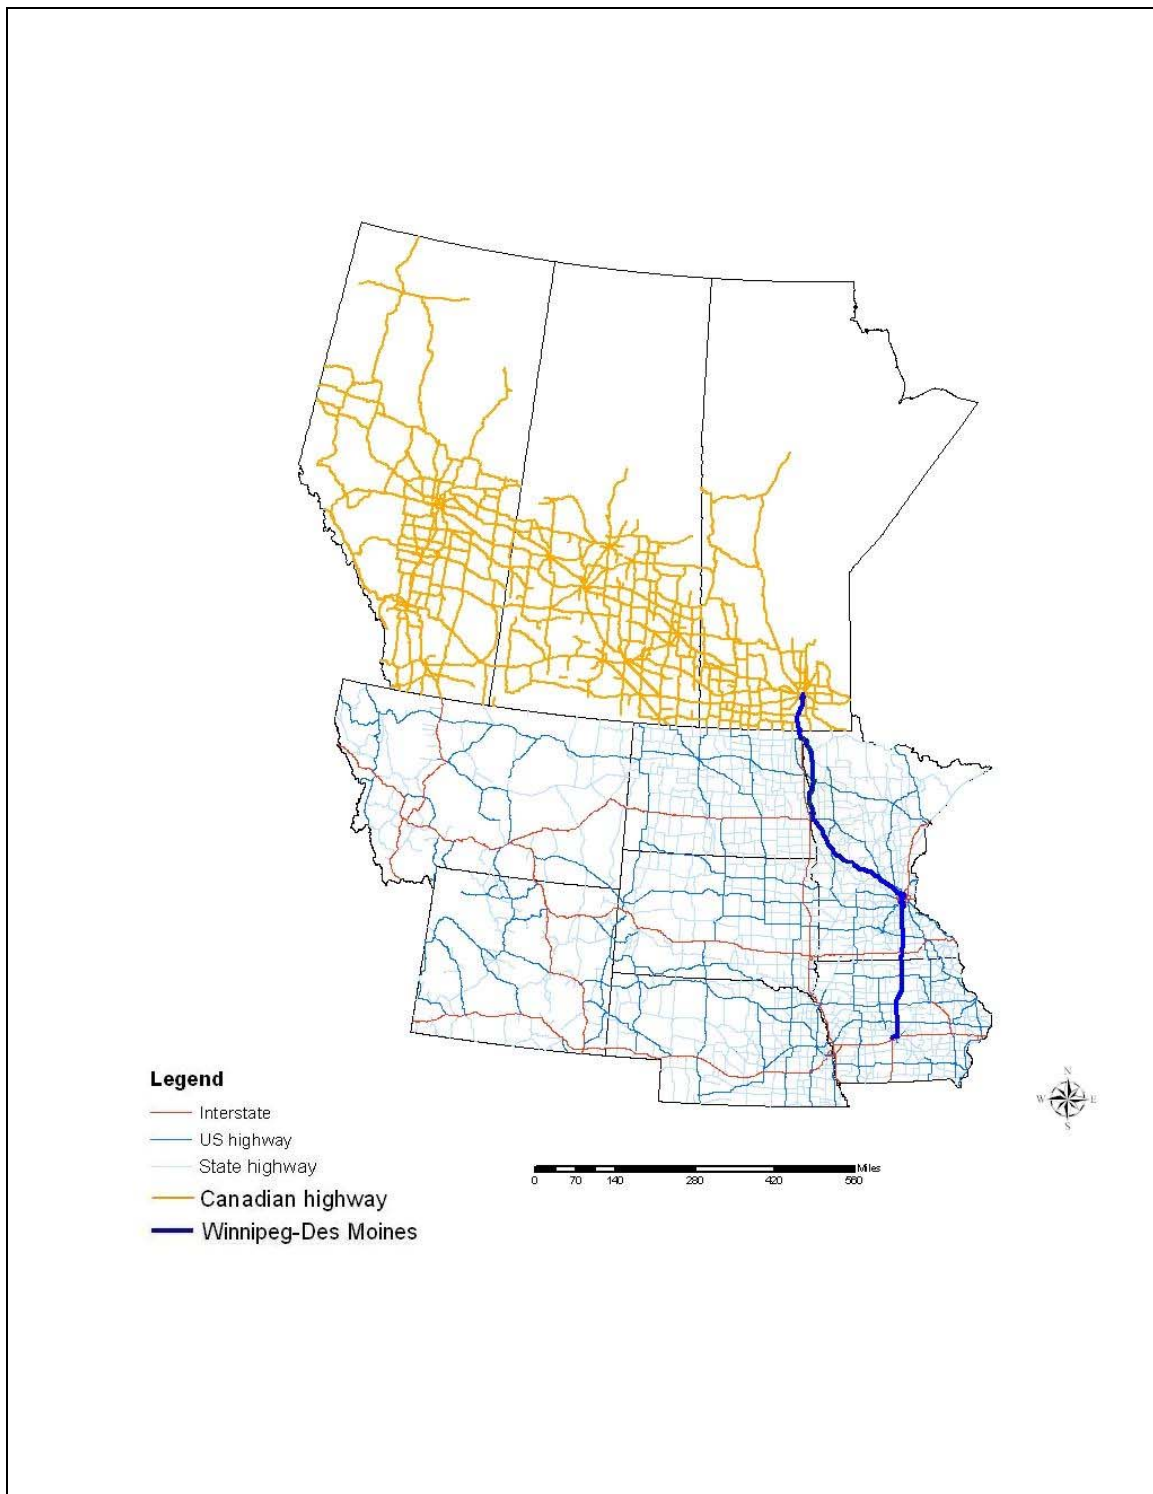 Legend
Interstate
US highway
State highway
Canadian highway
Winnipeg-Des Moines
N
W E
S
Miles
0 70 140 280 420 560